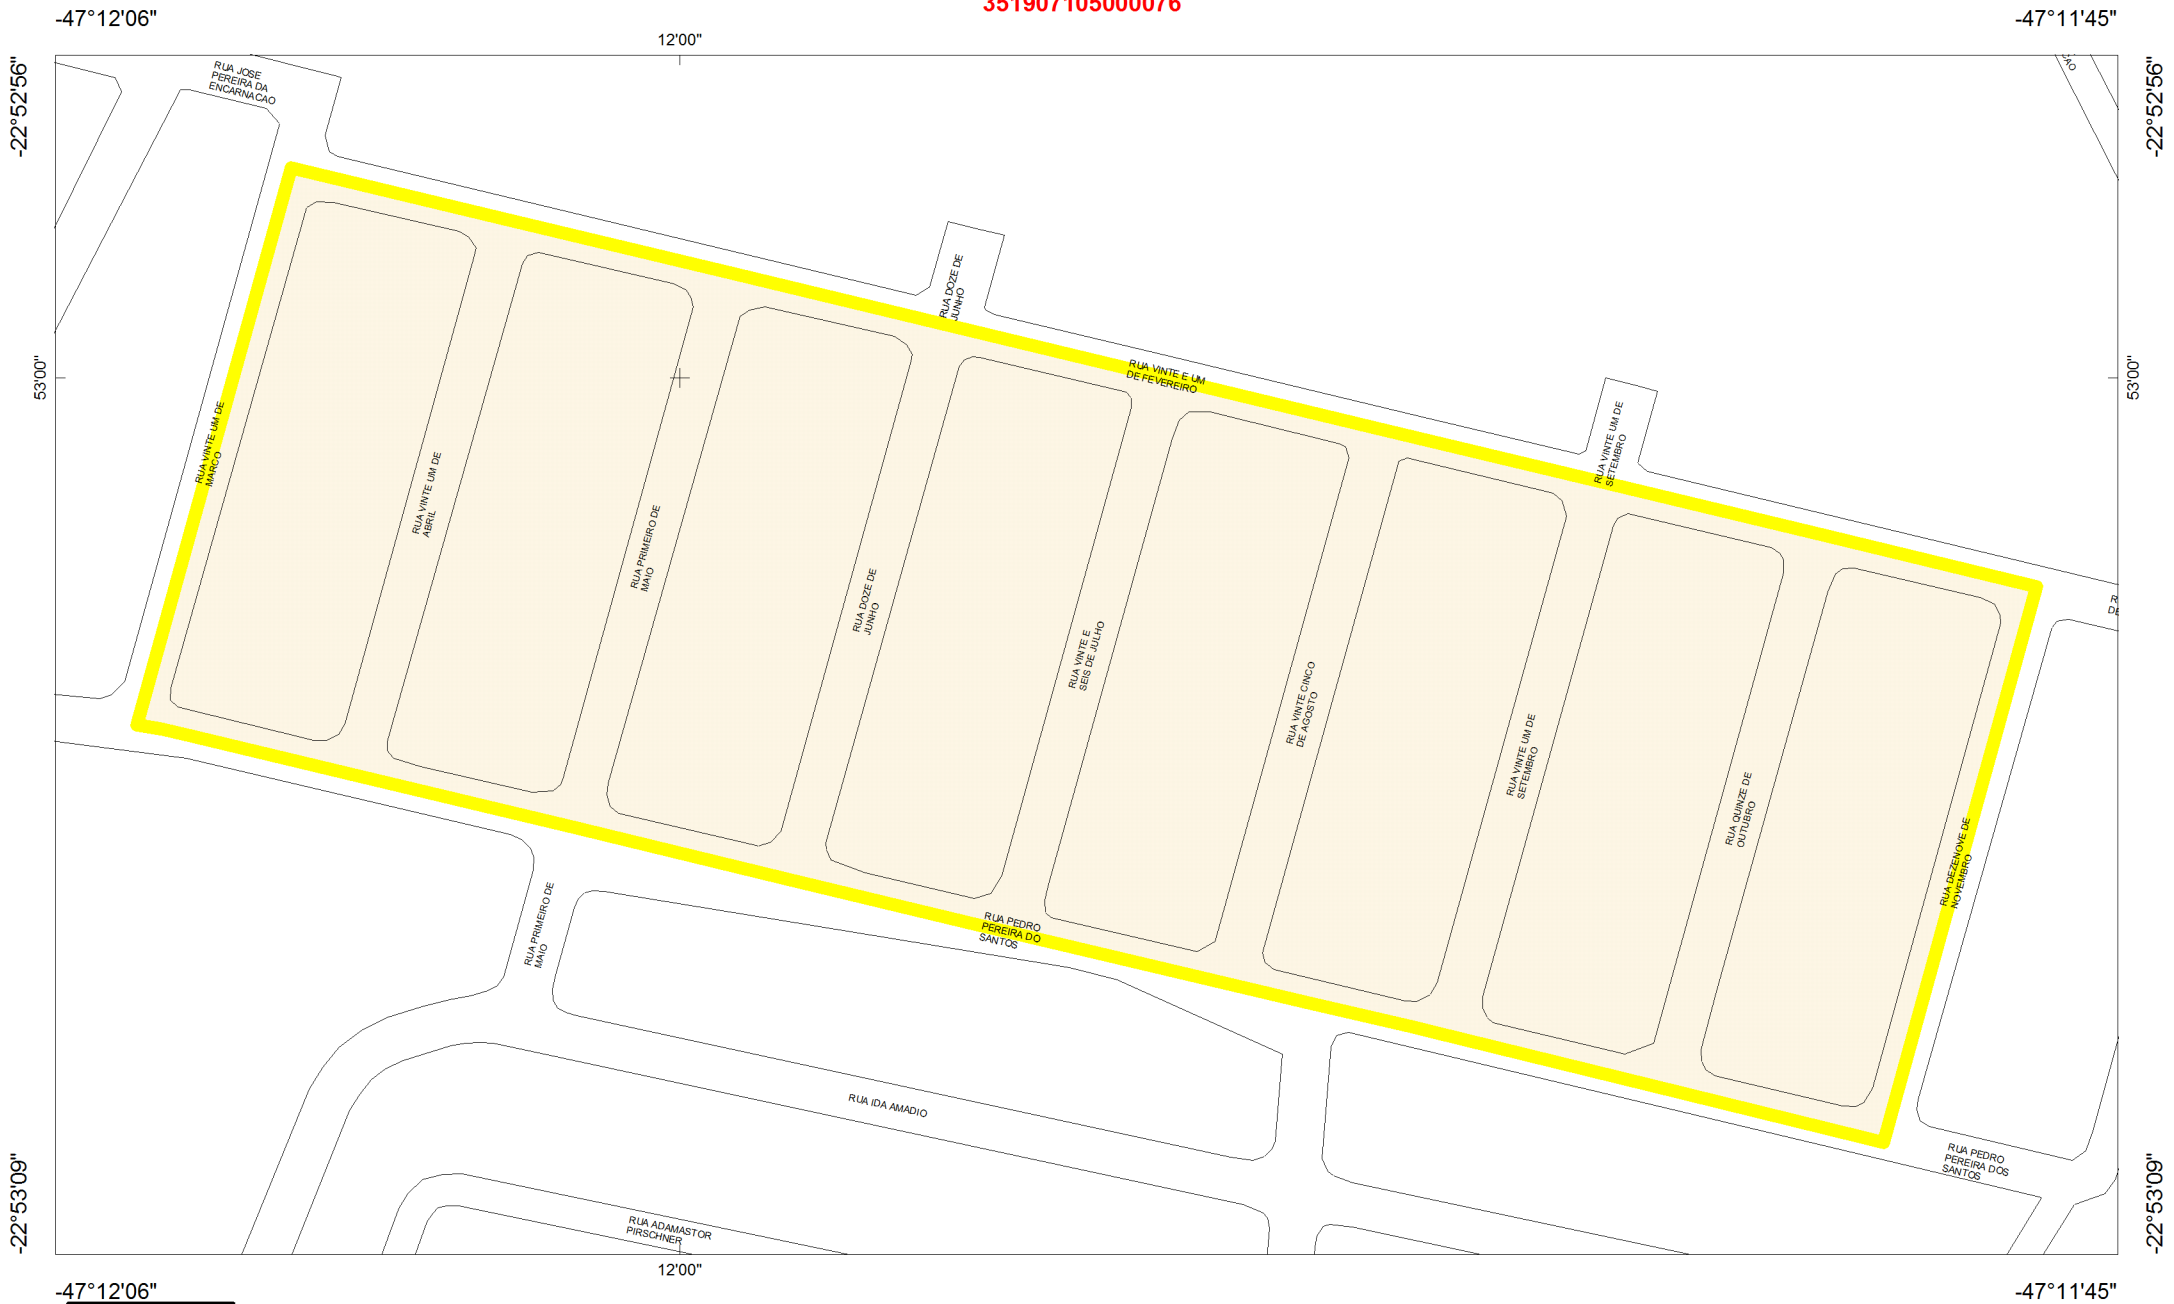 351907105000076
-47°12'06"
-47°11'45"
12'00"
-22°52'56"
-22°52'56"
RUA JOSE
PEREIRA DA
ENCARNACAO
CAO
RUA DOZE DE
JUNHO
53'00"
53'00"
RUA VINTE E UM
DE FEVEREIRO
RUA VINTE UM DE
MARCO
RUA VINTE UM DE
SETEMBRO
RUA VINTE UM DE
ABRIL
RUA PRIMEIRO DE
MAIO
RUA DOZE DE
JUNHO
RUA VINTE E
SEIS DE JULHO
RUA VINTE CINCO
DE AGOSTO
RUA VINTE UM DE
SETEMBRO
RUA QUINZE DE
OUTUBRO
RUA DEZENOVE DE
NOVEMBRO
R
DE
RUA PRIMEIRO DE
MAIO
RUA PEDRO
PEREIRA DO
SANTOS
RUA IDA AMADIO
RUA PEDRO
PEREIRA DOS
SANTOS
RUA ADAMASTOR
PIRSCHNER
-22°53'09"
-22°53'09"
12'00"
-47°12'06"
-47°11'45"